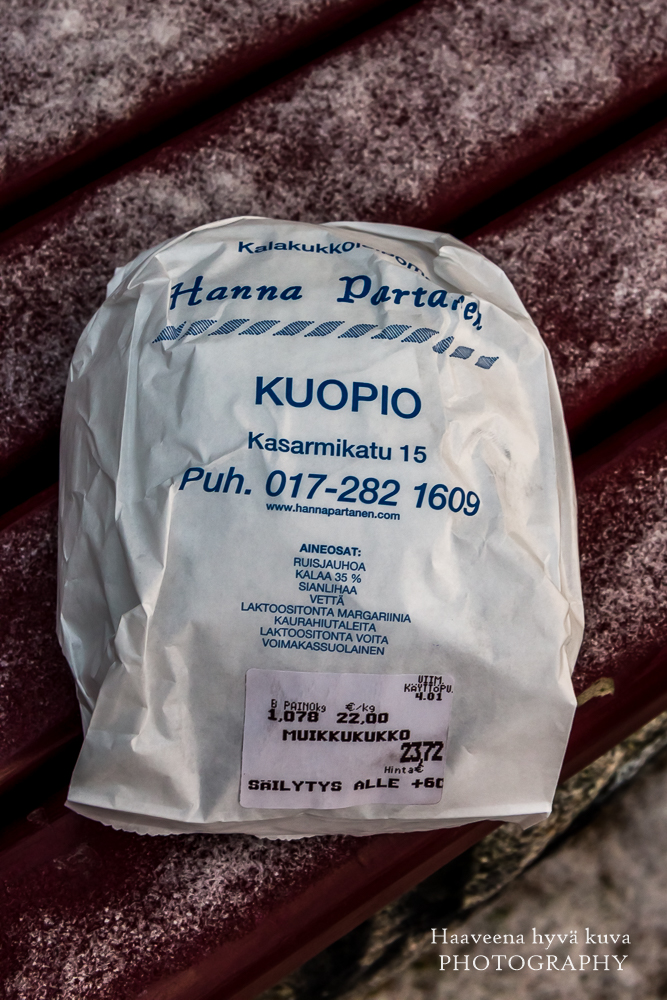 Hanna Partanen
KUOPIO
Kasarmikatu 15
Puh. 017-282 1609
www.hannapartanen.com
AINEOSAT:
RUISJAUHOA
KALAA 35 %
SIANLIHAA
VETTÄ
LAKTOOSITONTA MARGARIINIA
KAURAHIUTALEITA
LAKTOOSITONTA VOITA
VOIMAKASSUOLAINEN
VIIM.
KÄYTTÖPV.
4.01
B PAINOkg €/kg
1,078 22,00
MUIKKUKUKKO
23,72
Hinta€
SÄILYTYS ALLE +6C
Haaveena hyvä kuva
PHOTOGRAPHY